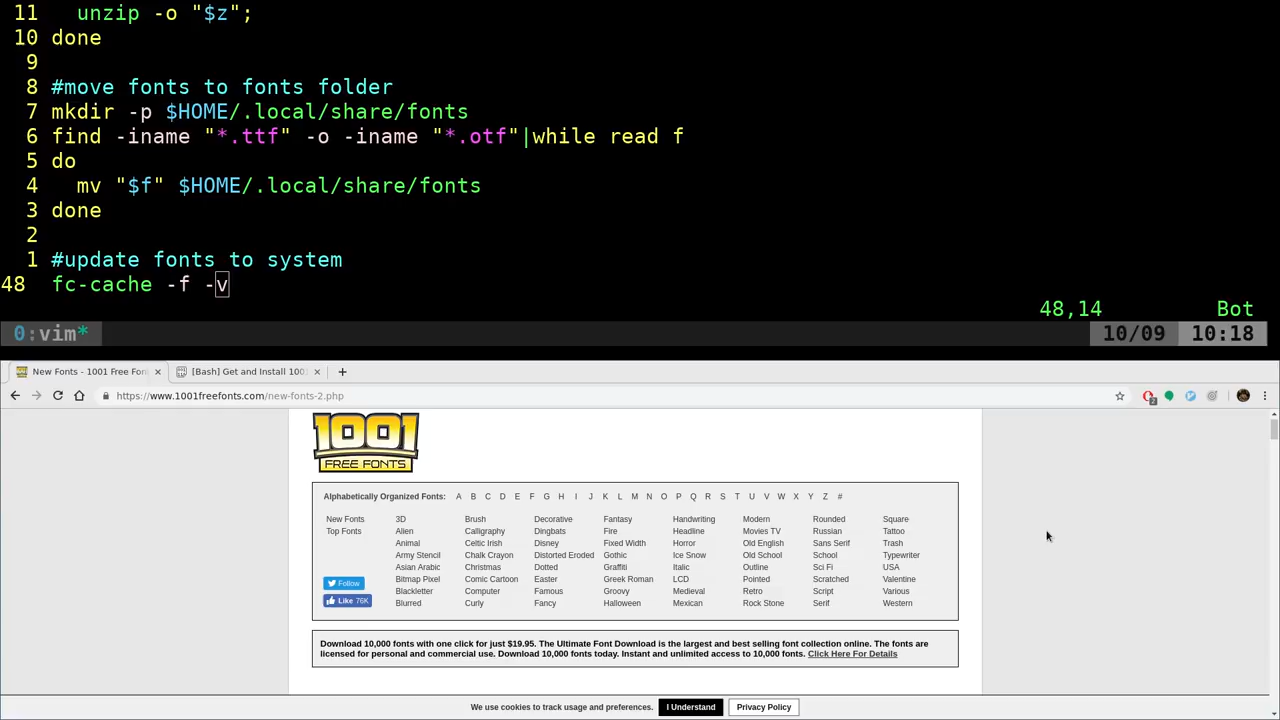 11   unzip -o "$z";
10 done
9
8 #move fonts to fonts folder
7 mkdir -p $HOME/.local/share/fonts
6 find -iname "*.ttf" -o -iname "*.otf"|while read f
5 do
4   mv "$f" $HOME/.local/share/fonts
3 done
2
1 #update fonts to system
48 fc-cache -f -v
48,14 Bot
0:vim* 10/09 10:18
New Fonts - 1001 Free Fon [Bash] Get and Install 100
https://www.1001freefonts.com/new-fonts-2.php
1001
FREE FONTS
Alphabetically Organized Fonts: A B C D E F G H I J K L M N O P Q R S T U V W X Y Z #
New Fonts 3D Brush Decorative Fantasy Handwriting Modern Rounded Square
Top Fonts Alien Calligraphy Dingbats Fire Headline Movies TV Russian Tattoo
Animal Celtic Irish Disney Fixed Width Horror Old English Sans Serif Trash
Army Stencil Chalk Crayon Distorted Eroded Gothic Ice Snow Old School School Typewriter
Asian Arabic Christmas Dotted Graffiti Italic Outline Sci Fi USA
Follow Bitmap Pixel Comic Cartoon Easter Greek Roman LCD Pointed Scratched Valentine
Blackletter Computer Famous Groovy Medieval Retro Script Various
Like 76K Blurred Curly Fancy Halloween Mexican Rock Stone Serif Western
Download 10,000 fonts with one click for just $19.95. The Ultimate Font Download is the largest and best selling font collection online. The fonts are
licensed for personal and commercial use. Download 10,000 fonts today. Instant and unlimited access to 10,000 fonts. Click Here For Details
We use cookies to track usage and preferences. I Understand Privacy Policy